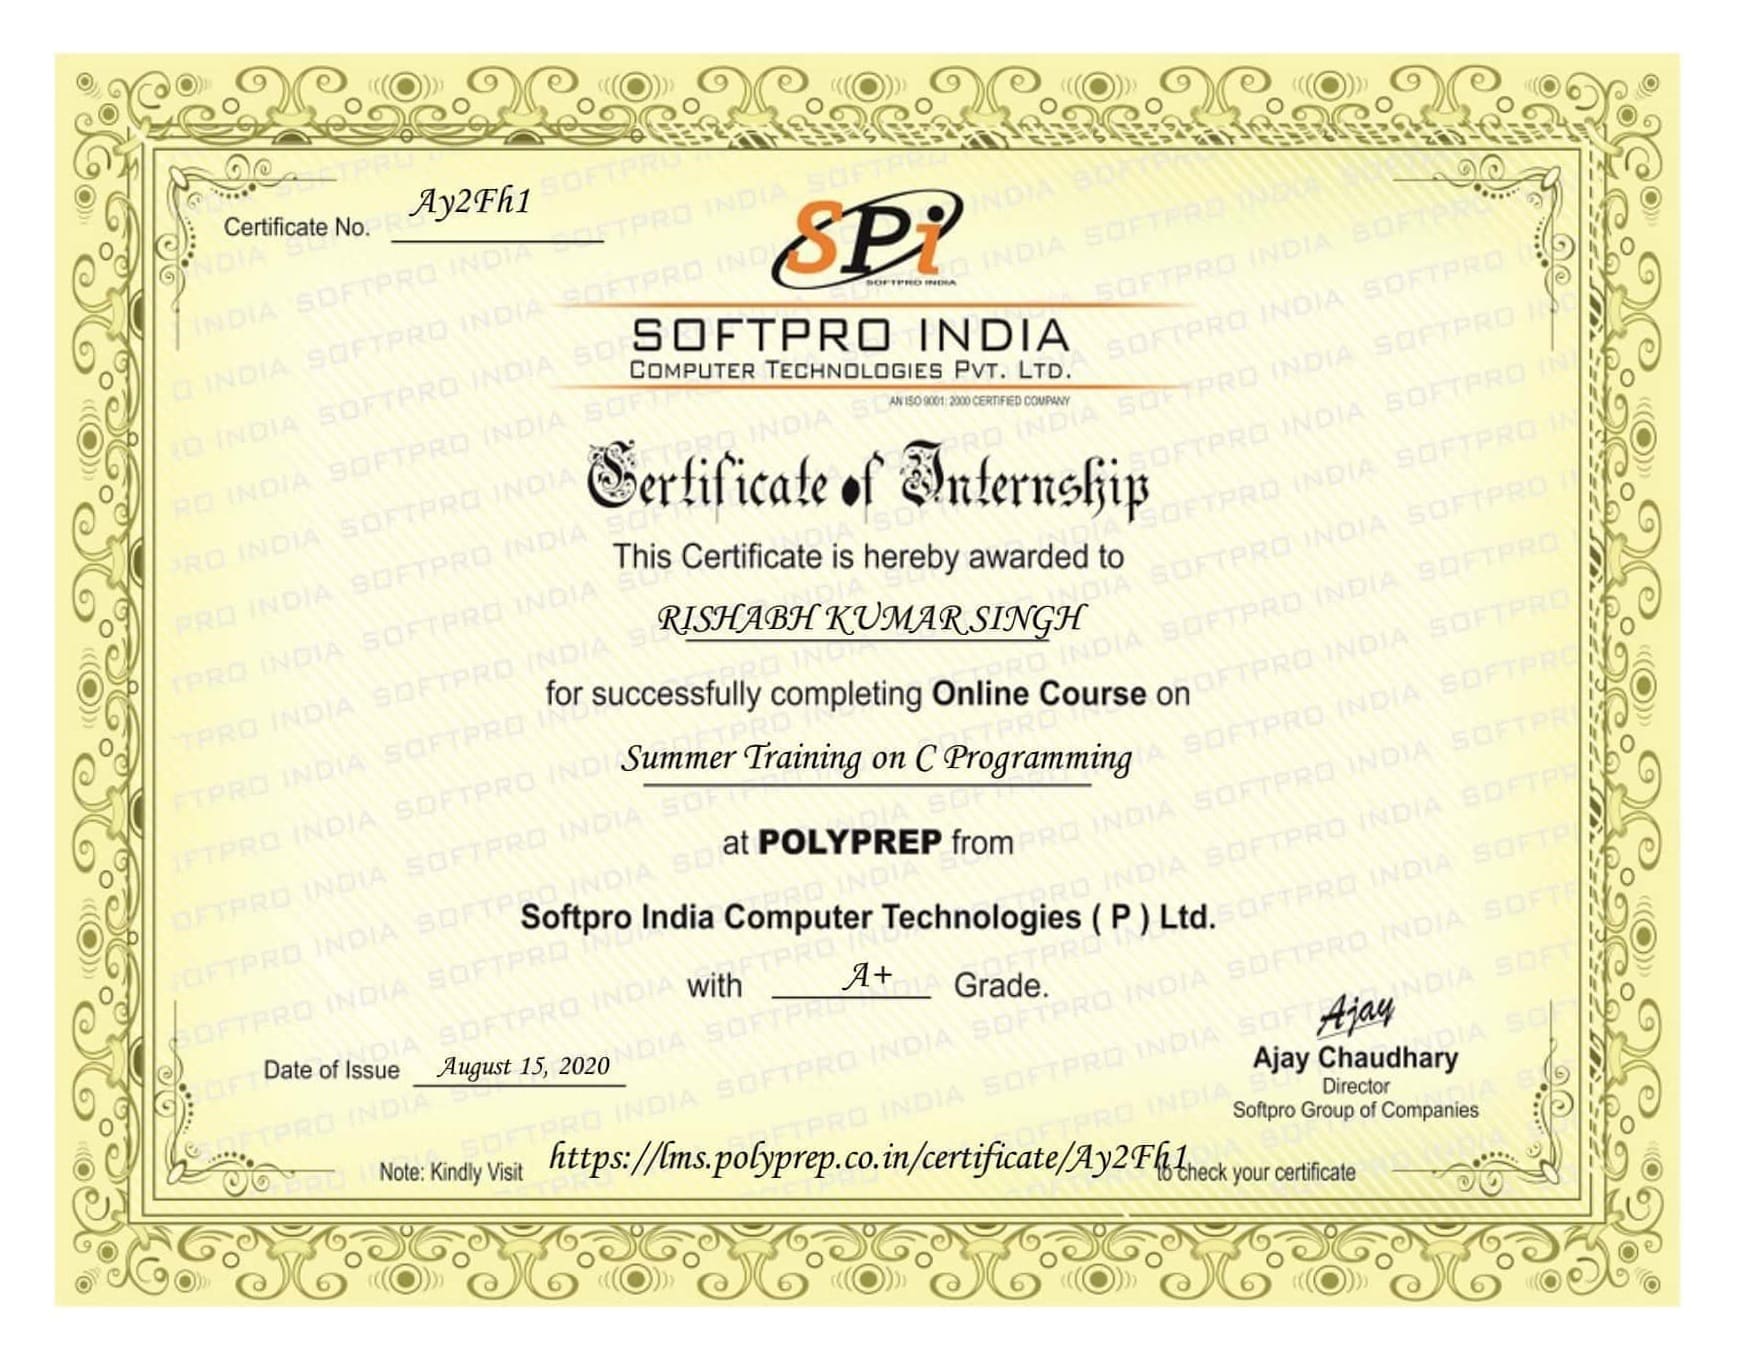 Certificate No. Ay2Fh1
SPi
SOFTPRO INDIA
SOFTPRO INDIA
COMPUTER TECHNOLOGIES PVT. LTD.
AN ISO 9001: 2000 CERTIFIED COMPANY
Certificate of Internship
This Certificate is hereby awarded to
RISHABH KUMAR SINGH
for successfully completing Online Course on
Summer Training on C Programming
at POLYPREP from
Softpro India Computer Technologies ( P ) Ltd.
with A+ Grade.
Ajay
Date of Issue August 15, 2020
Ajay Chaudhary
Director
Softpro Group of Companies
Note: Kindly Visit https://lms.polyprep.co.in/certificate/Ay2Fh1 to check your certificate